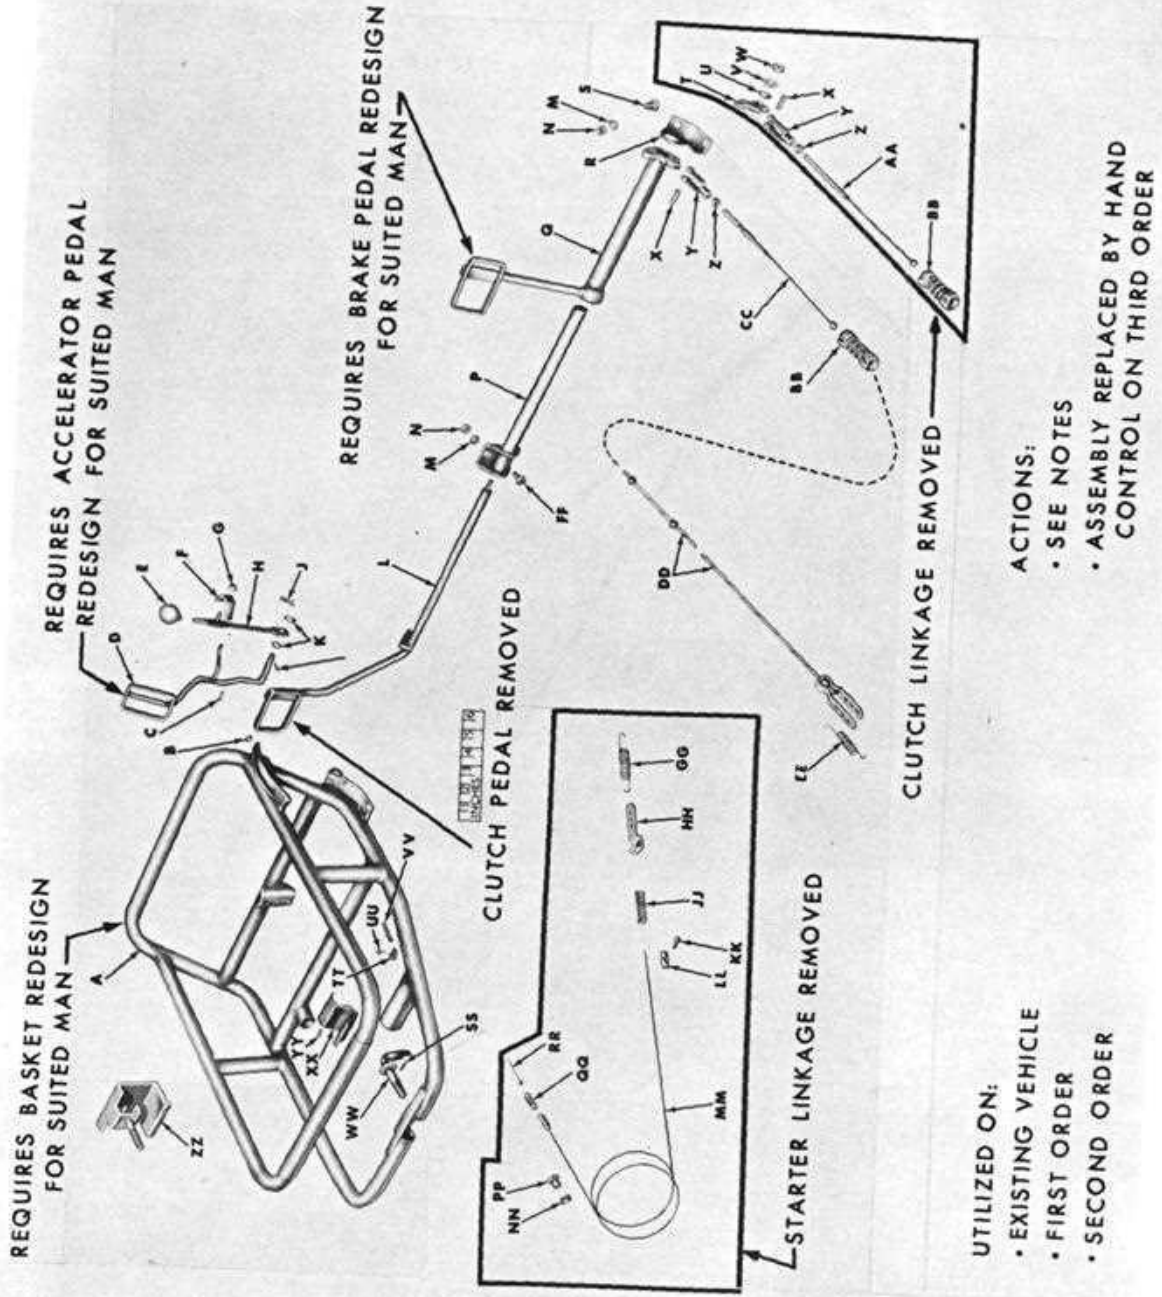 REQUIRES BASKET REDESIGN
FOR SUITED MAN
REQUIRES ACCELERATOR PEDAL
REDESIGN FOR SUITED MAN
REQUIRES BRAKE PEDAL REDESIGN
FOR SUITED MAN
A
B
C
D
E
F
G
H
J
K
L
M
N
P
Q
R
S
M
N
T
U
V
W
X
Y
Z
AA
BB
X
Y
Z
CC
BB
DD
EE
FF
ZZ
YY
XX
WW
SS
TT
UU
VV
INCHES
CLUTCH PEDAL REMOVED
GG
HH
JJ
KK
LL
MM
NN
PP
QQ
RR
STARTER LINKAGE REMOVED
CLUTCH LINKAGE REMOVED
UTILIZED ON:
• EXISTING VEHICLE
• FIRST ORDER
• SECOND ORDER
ACTIONS:
• SEE NOTES
• ASSEMBLY REPLACED BY HAND
CONTROL ON THIRD ORDER